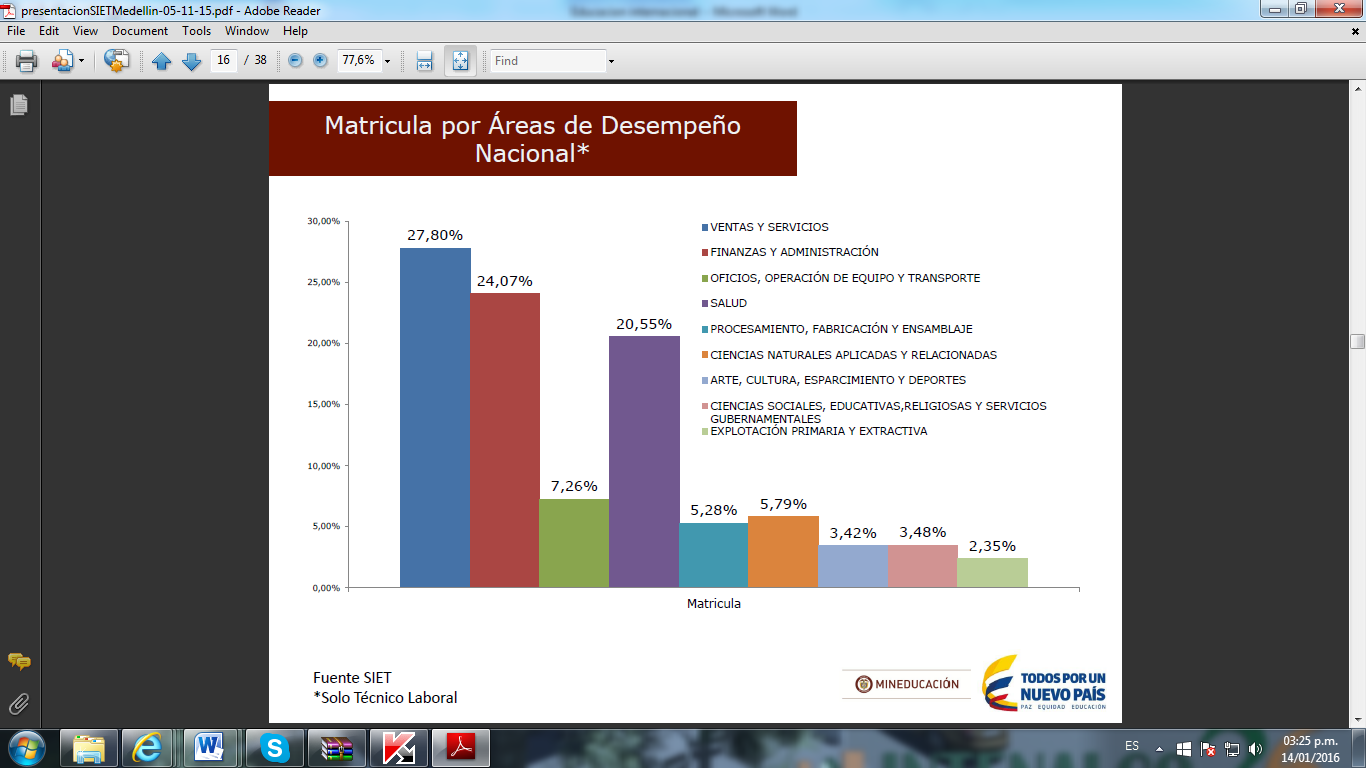 presentacionSIETMedellin-05-11-15.pdf - Adobe Reader
Educacion internacional - Microsoft Word
File Edit View Document Tools Window Help
16 / 38 77,6% Find
Matricula por Áreas de Desempeño
Nacional*
30,00%
25,00%
20,00%
15,00%
10,00%
5,00%
0,00%
27,80%
24,07%
7,26%
20,55%
5,28%
5,79%
3,42%
3,48%
2,35%
VENTAS Y SERVICIOS
FINANZAS Y ADMINISTRACIÓN
OFICIOS, OPERACIÓN DE EQUIPO Y TRANSPORTE
SALUD
PROCESAMIENTO, FABRICACIÓN Y ENSAMBLAJE
CIENCIAS NATURALES APLICADAS Y RELACIONADAS
ARTE, CULTURA, ESPARCIMIENTO Y DEPORTES
CIENCIAS SOCIALES, EDUCATIVAS,RELIGIOSAS Y SERVICIOS
GUBERNAMENTALES
EXPLOTACIÓN PRIMARIA Y EXTRACTIVA
Matricula
Fuente SIET
*Solo Técnico Laboral
MINEDUCACIÓN
TODOS POR UN
NUEVO PAÍS
PAZ EQUIDAD EDUCACIÓN
ES
03:25 p.m.
14/01/2016